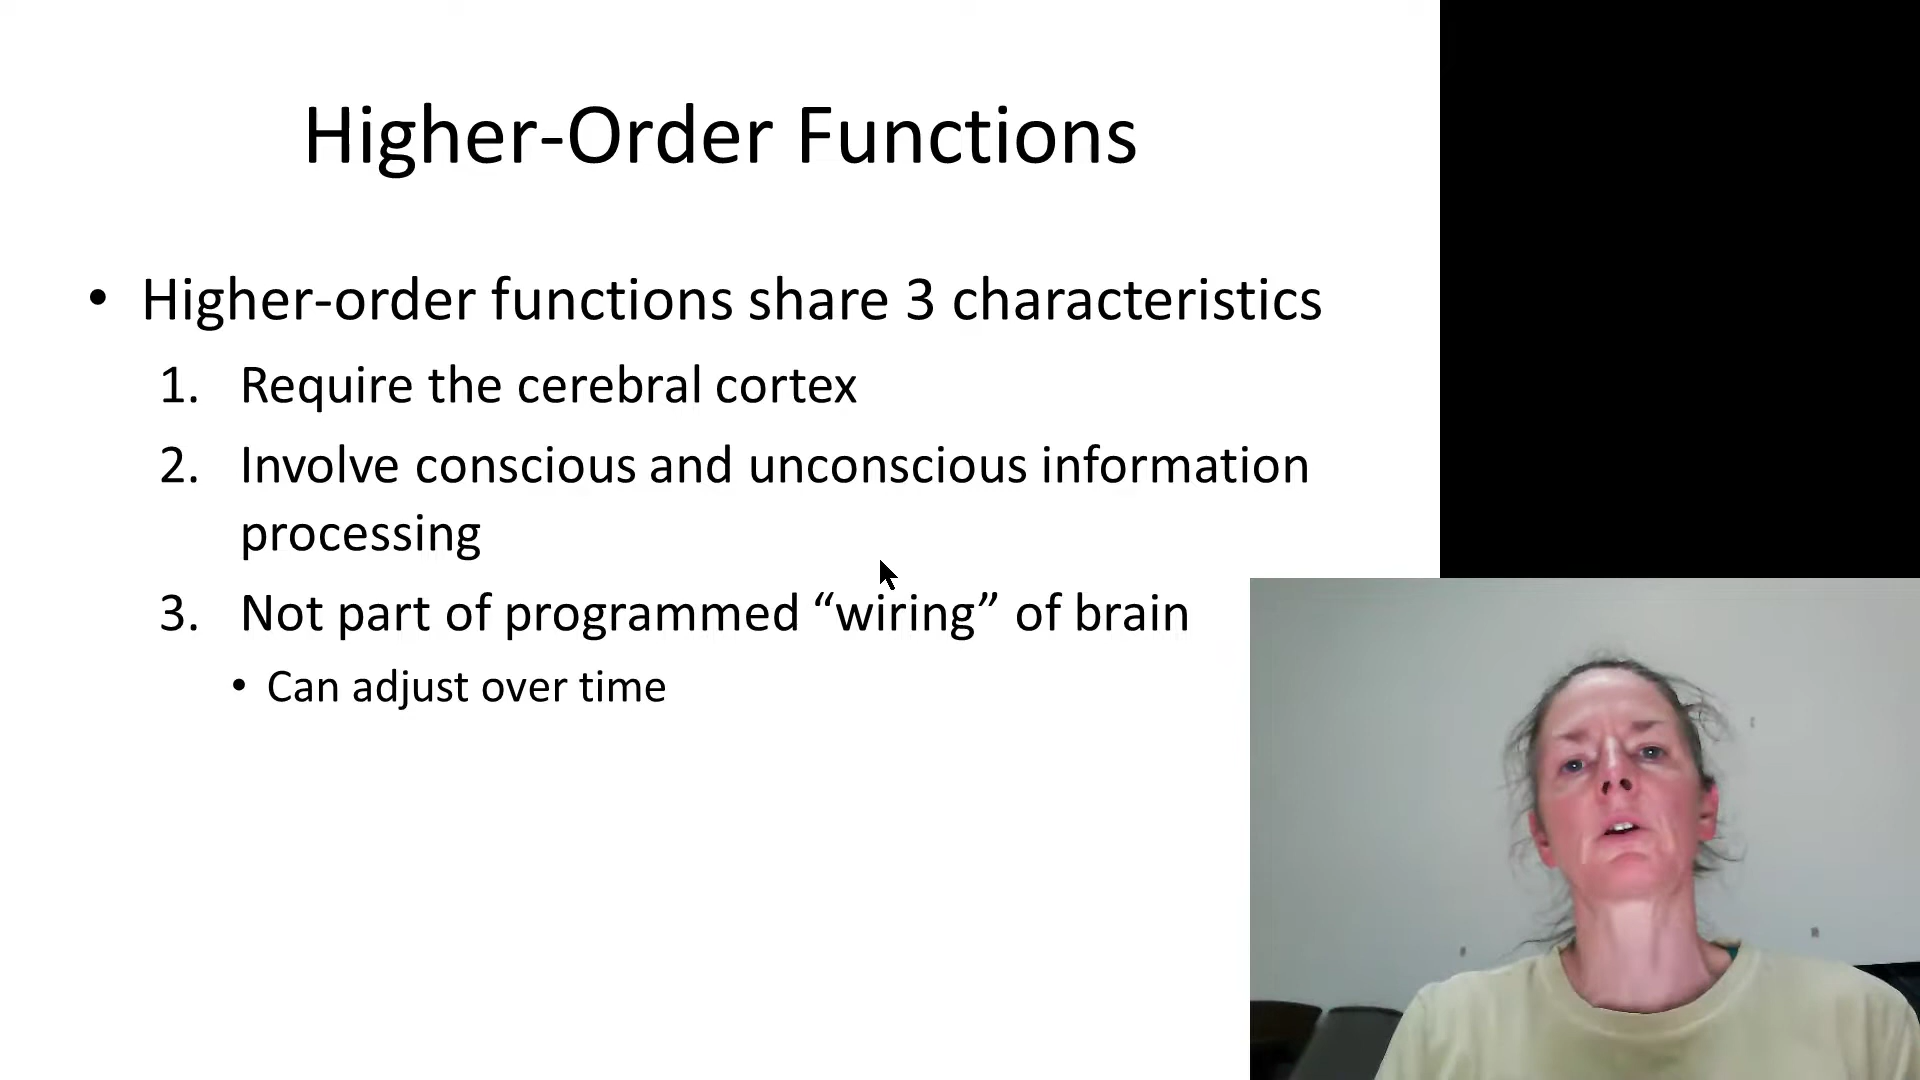 Higher-Order Functions
• Higher-order functions share 3 characteristics
1. Require the cerebral cortex
2. Involve conscious and unconscious information
processing
3. Not part of programmed “wiring” of brain
• Can adjust over time